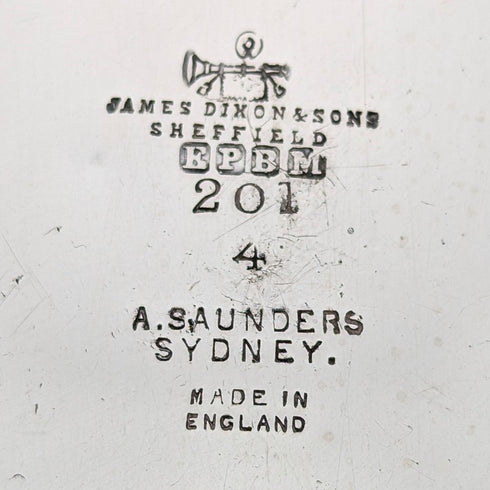 JAMES DIXON & SONS
SHEFFIELD
EPBM
201
4
A. SAUNDERS
SYDNEY.
MADE IN
ENGLAND